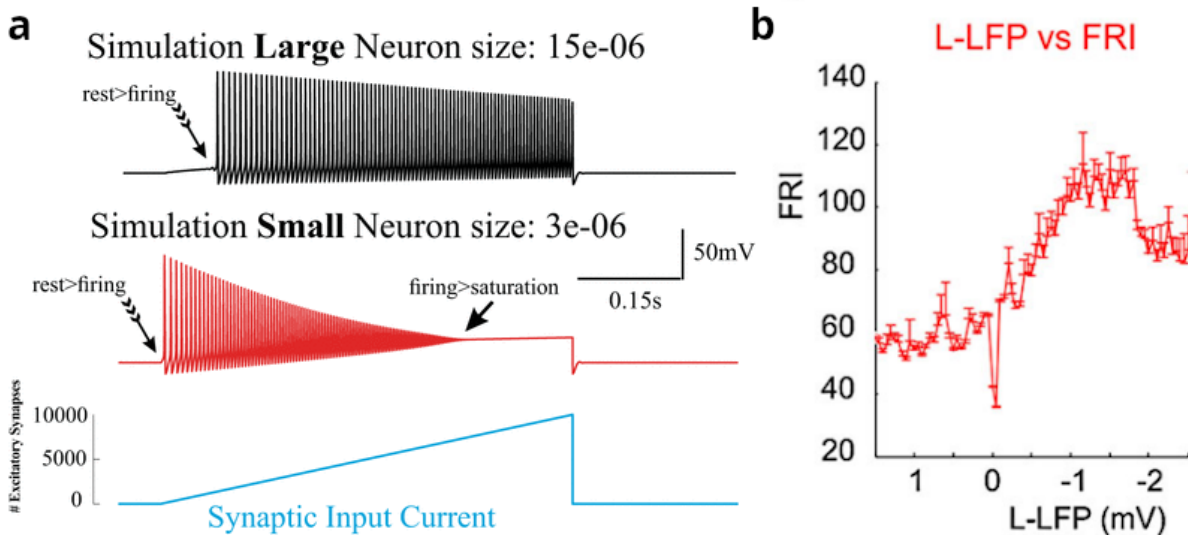 a
Simulation Large Neuron size: 15e-06
rest>firing
Simulation Small Neuron size: 3e-06
rest>firing
firing>saturation
50mV
0.15s
# Excitatory Synapses
10000
5000
0
Synaptic Input Current
b
L-LFP vs FRI
FRI
140
120
100
80
60
40
20
1 0 -1 -2
L-LFP (mV)